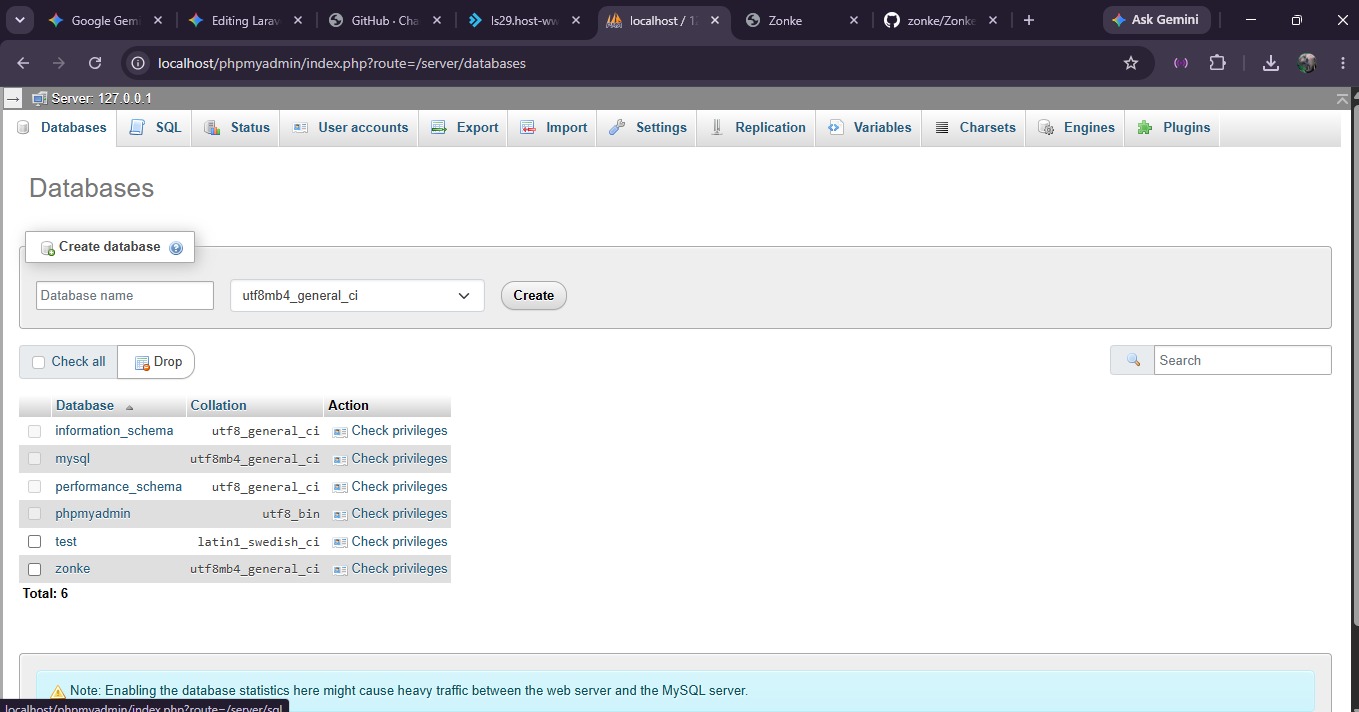 Google Gem
Editing Larav
GitHub · Cha
ls29.host-ww
localhost / 12
Zonke
zonke/Zonke
Ask Gemini
localhost/phpmyadmin/index.php?route=/server/databases
Server: 127.0.0.1
Databases SQL Status User accounts Export Import Settings Replication Variables Charsets Engines Plugins
Databases
Create database
Database name utf8mb4_general_ci Create
Check all Drop Search
Database Collation Action
information_schema utf8_general_ci Check privileges
mysql utf8mb4_general_ci Check privileges
performance_schema utf8_general_ci Check privileges
phpmyadmin utf8_bin Check privileges
test latin1_swedish_ci Check privileges
zonke utf8mb4_general_ci Check privileges
Total: 6
Note: Enabling the database statistics here might cause heavy traffic between the web server and the MySQL server.
localhost/phpmyadmin/index.php?route=/server/sql